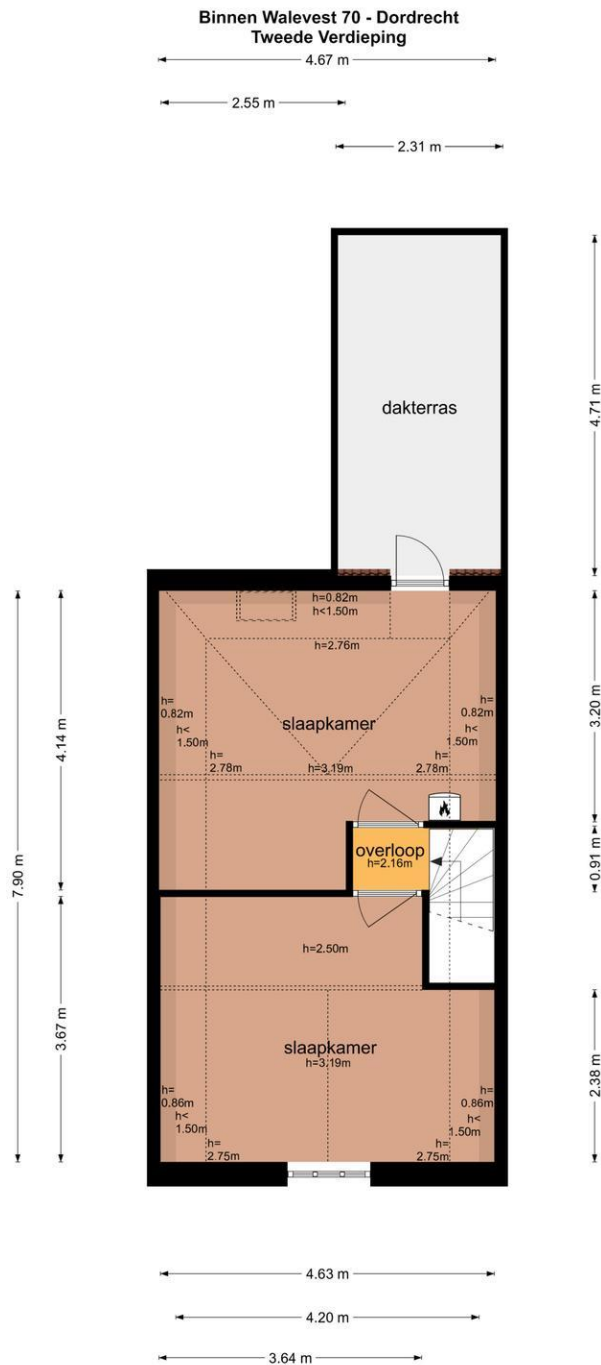 Binnen Walevest 70 - Dordrecht
Tweede Verdieping
4.67 m
2.55 m
2.31 m
dakterras
4.71 m
h=0.82m
h<1.50m
h=2.76m
h=
0.82m
h<
1.50m
slaapkamer
h=
0.82m
h<
1.50m
h=
2.78m
h=3.19m
h=
2.78m
3.20 m
4.14 m
overloop
h=2.16m
0.91 m
7.90 m
h=2.50m
3.67 m
slaapkamer
h=3.19m
2.38 m
h=
0.86m
h<
1.50m
h=
0.86m
h<
1.50m
h=
2.75m
h=
2.75m
4.63 m
4.20 m
3.64 m